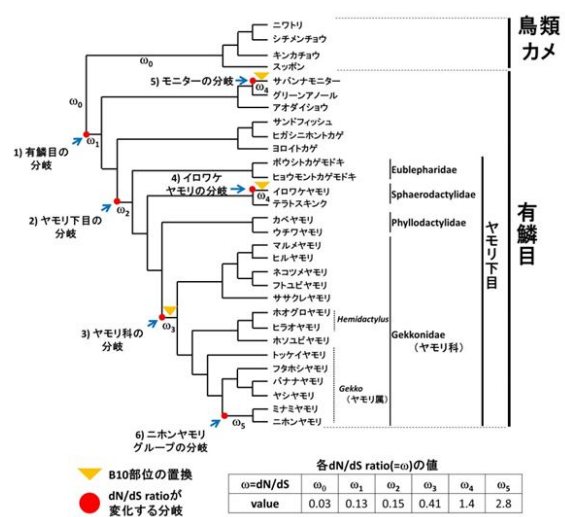 ニワトリ
シチメンチョウ
キンカチョウ
スッポン
鳥類
カメ
ω0
ω0
5) モニターの分岐
ω4
サバンナモニター
グリーンアノール
アオダイショウ
ω1
1) 有鱗目の
分岐
サンドフィッシュ
ヒガシニホントカゲ
ヨロイトカゲ
4) イロワケ
ヤモリの分岐
ω2
2) ヤモリ下目の
分岐
ボウシトカゲモドキ
ヒョウモントカゲモドキ
Eublepharidae
ω4
イロワケヤモリ
テラトスキンク
Sphaerodactylidae
カベヤモリ
ウチワヤモリ
Phyllodactylidae
マルメヤモリ
ヒルヤモリ
ネコツメヤモリ
フトユビヤモリ
ササクレヤモリ
ω3
3) ヤモリ科の
分岐
ホオグロヤモリ
ヒラオヤモリ
ホソユビヤモリ
Hemidactylus
Gekkonidae
(ヤモリ科)
トッケイヤモリ
フタホシヤモリ
バナナヤモリ
ヤシヤモリ
ミナミヤモリ
ニホンヤモリ
Gekko
(ヤモリ属)
ω5
6) ニホンヤモリ
グループの分岐
ヤモリ下目
有鱗目
B10部位の置換
dN/dS ratioが
変化する分岐
各dN/dS ratio(=ω)の値
ω=dN/dS ω0 ω1 ω2 ω3 ω4 ω5
value 0.03 0.13 0.15 0.41 1.4 2.8